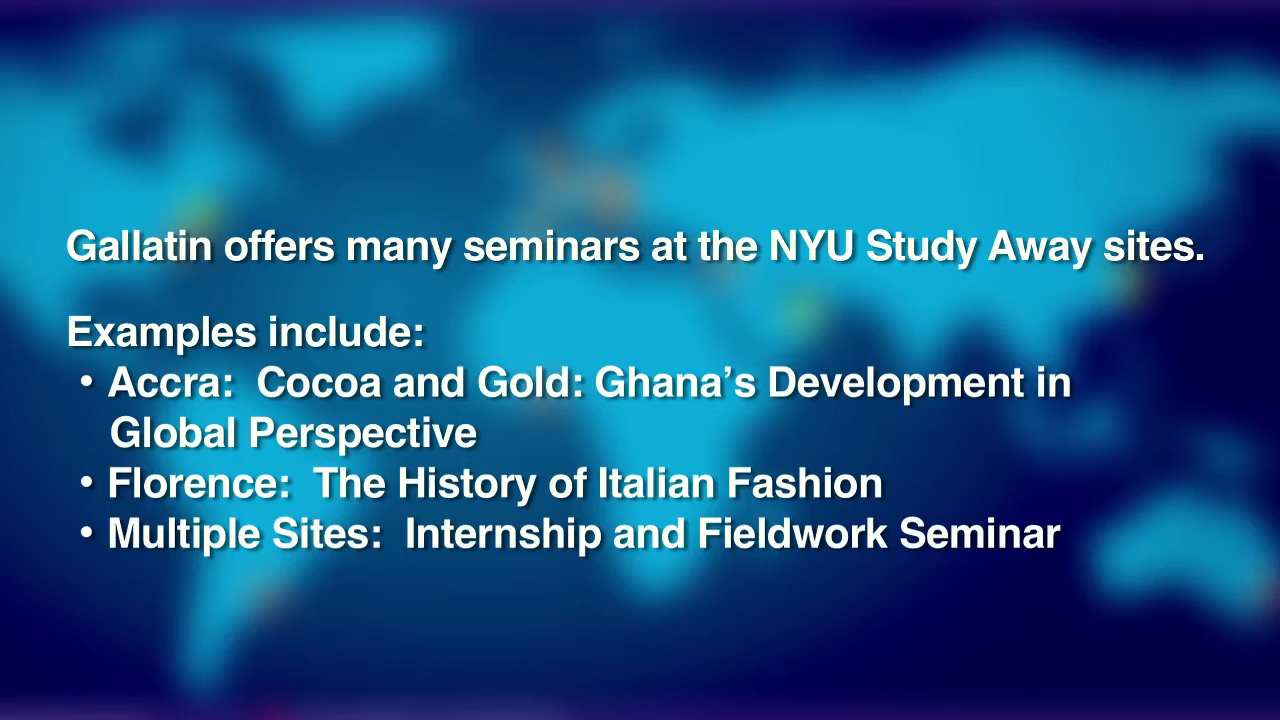 Gallatin offers many seminars at the NYU Study Away sites.
Examples include:
• Accra:  Cocoa and Gold: Ghana’s Development in
Global Perspective
• Florence:  The History of Italian Fashion
• Multiple Sites:  Internship and Fieldwork Seminar